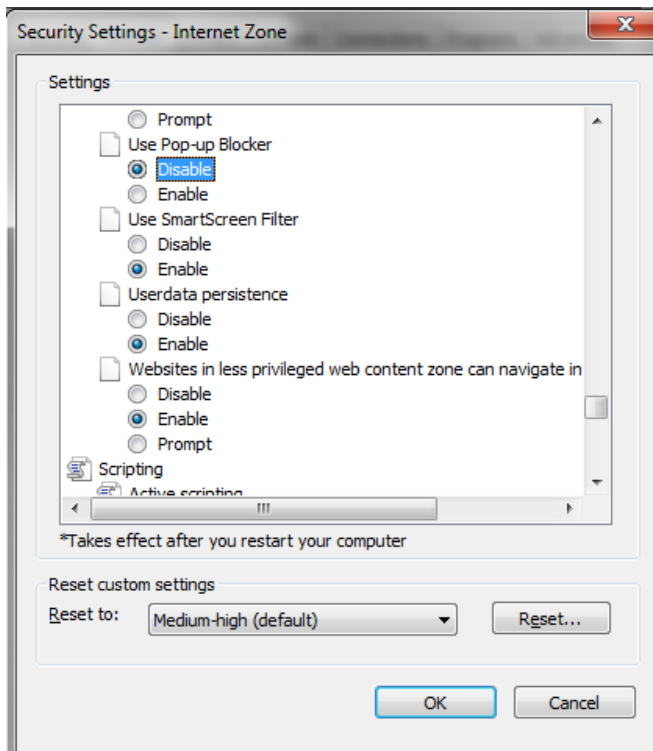 Security Settings - Internet Zone
Settings
Prompt
Use Pop-up Blocker
Disable
Enable
Use SmartScreen Filter
Disable
Enable
Userdata persistence
Disable
Enable
Websites in less privileged web content zone can navigate in
Disable
Enable
Prompt
Scripting
Active scripting
*Takes effect after you restart your computer
Reset custom settings
Reset to:
Medium-high (default)
Reset...
OK
Cancel